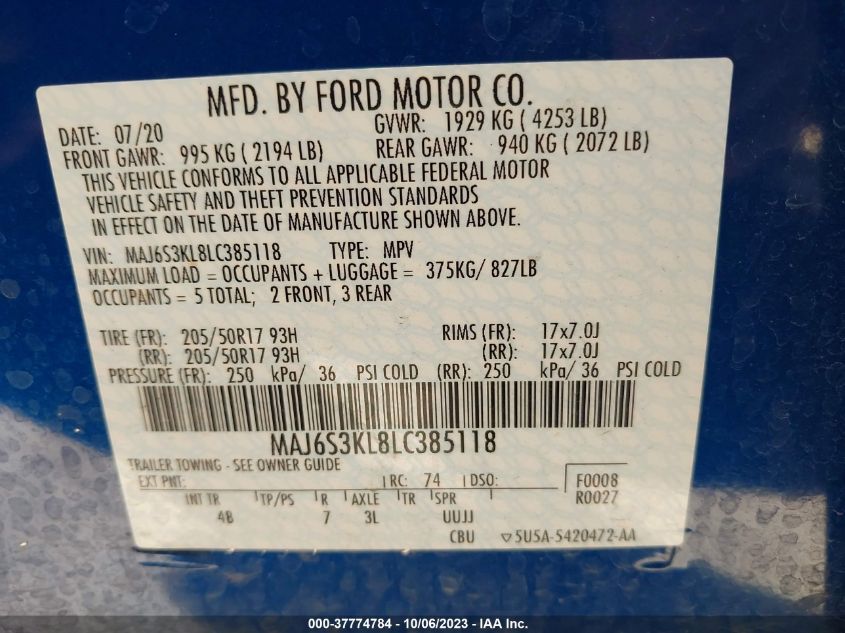 MFD. BY FORD MOTOR CO.
DATE: 07/20 GVWR: 1929 KG ( 4253 LB)
FRONT GAWR: 995 KG ( 2194 LB) REAR GAWR: 940 KG ( 2072 LB)
THIS VEHICLE CONFORMS TO ALL APPLICABLE FEDERAL MOTOR
VEHICLE SAFETY AND THEFT PREVENTION STANDARDS
IN EFFECT ON THE DATE OF MANUFACTURE SHOWN ABOVE.
VIN: MAJ6S3KL8LC385118 TYPE: MPV
MAXIMUM LOAD = OCCUPANTS + LUGGAGE = 375KG/ 827LB
OCCUPANTS = 5 TOTAL; 2 FRONT, 3 REAR
TIRE (FR): 205/50R17 93H RIMS (FR): 17x7.0J
(RR): 205/50R17 93H (RR): 17x7.0J
PRESSURE (FR): 250 kPa/ 36 PSI COLD (RR): 250 kPa/ 36 PSI COLD
MAJ6S3KL8LC385118
TRAILER TOWING - SEE OWNER GUIDE
EXT PNT: RC: 74 DSO: F0008
INT TR TP/PS R AXLE TR SPR R0027
4B 7 3L UUJJ
CBU ▽5U5A-5420472-AA
000-37774784 - 10/06/2023 - IAA Inc.